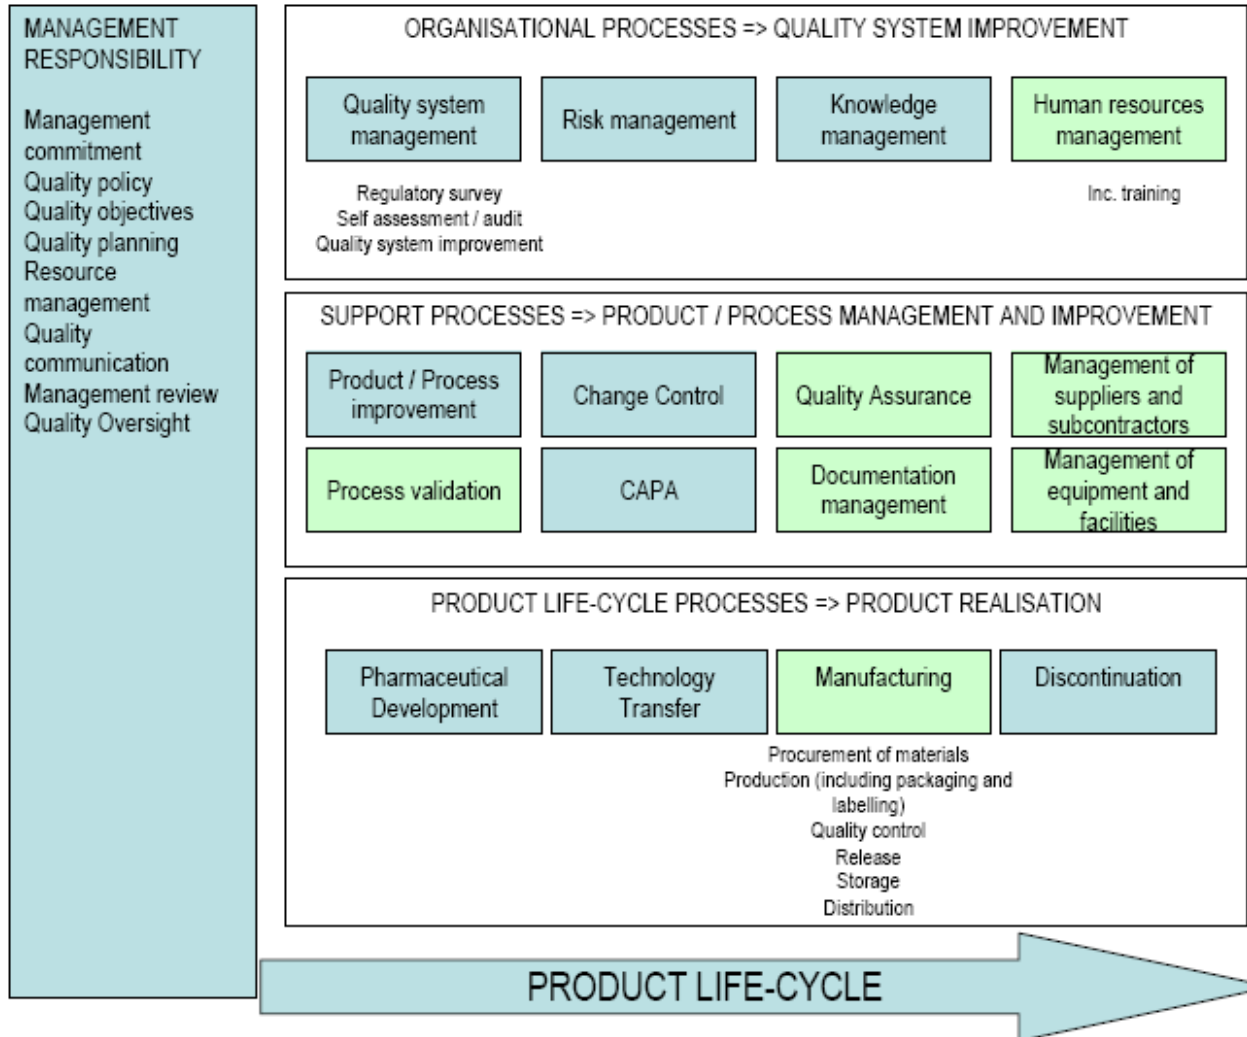 MANAGEMENT
RESPONSIBILITY
Management
commitment
Quality policy
Quality objectives
Quality planning
Resource
management
Quality
communication
Management review
Quality Oversight
ORGANISATIONAL PROCESSES => QUALITY SYSTEM IMPROVEMENT
Quality system
management
Risk management
Knowledge
management
Human resources
management
Regulatory survey
Self assessment / audit
Quality system improvement
Inc. training
SUPPORT PROCESSES => PRODUCT / PROCESS MANAGEMENT AND IMPROVEMENT
Product / Process
improvement
Change Control
Quality Assurance
Management of
suppliers and
subcontractors
Process validation
CAPA
Documentation
management
Management of
equipment and
facilities
PRODUCT LIFE-CYCLE PROCESSES => PRODUCT REALISATION
Pharmaceutical
Development
Technology
Transfer
Manufacturing
Discontinuation
Procurement of materials
Production (including packaging and
labelling)
Quality control
Release
Storage
Distribution
PRODUCT LIFE-CYCLE